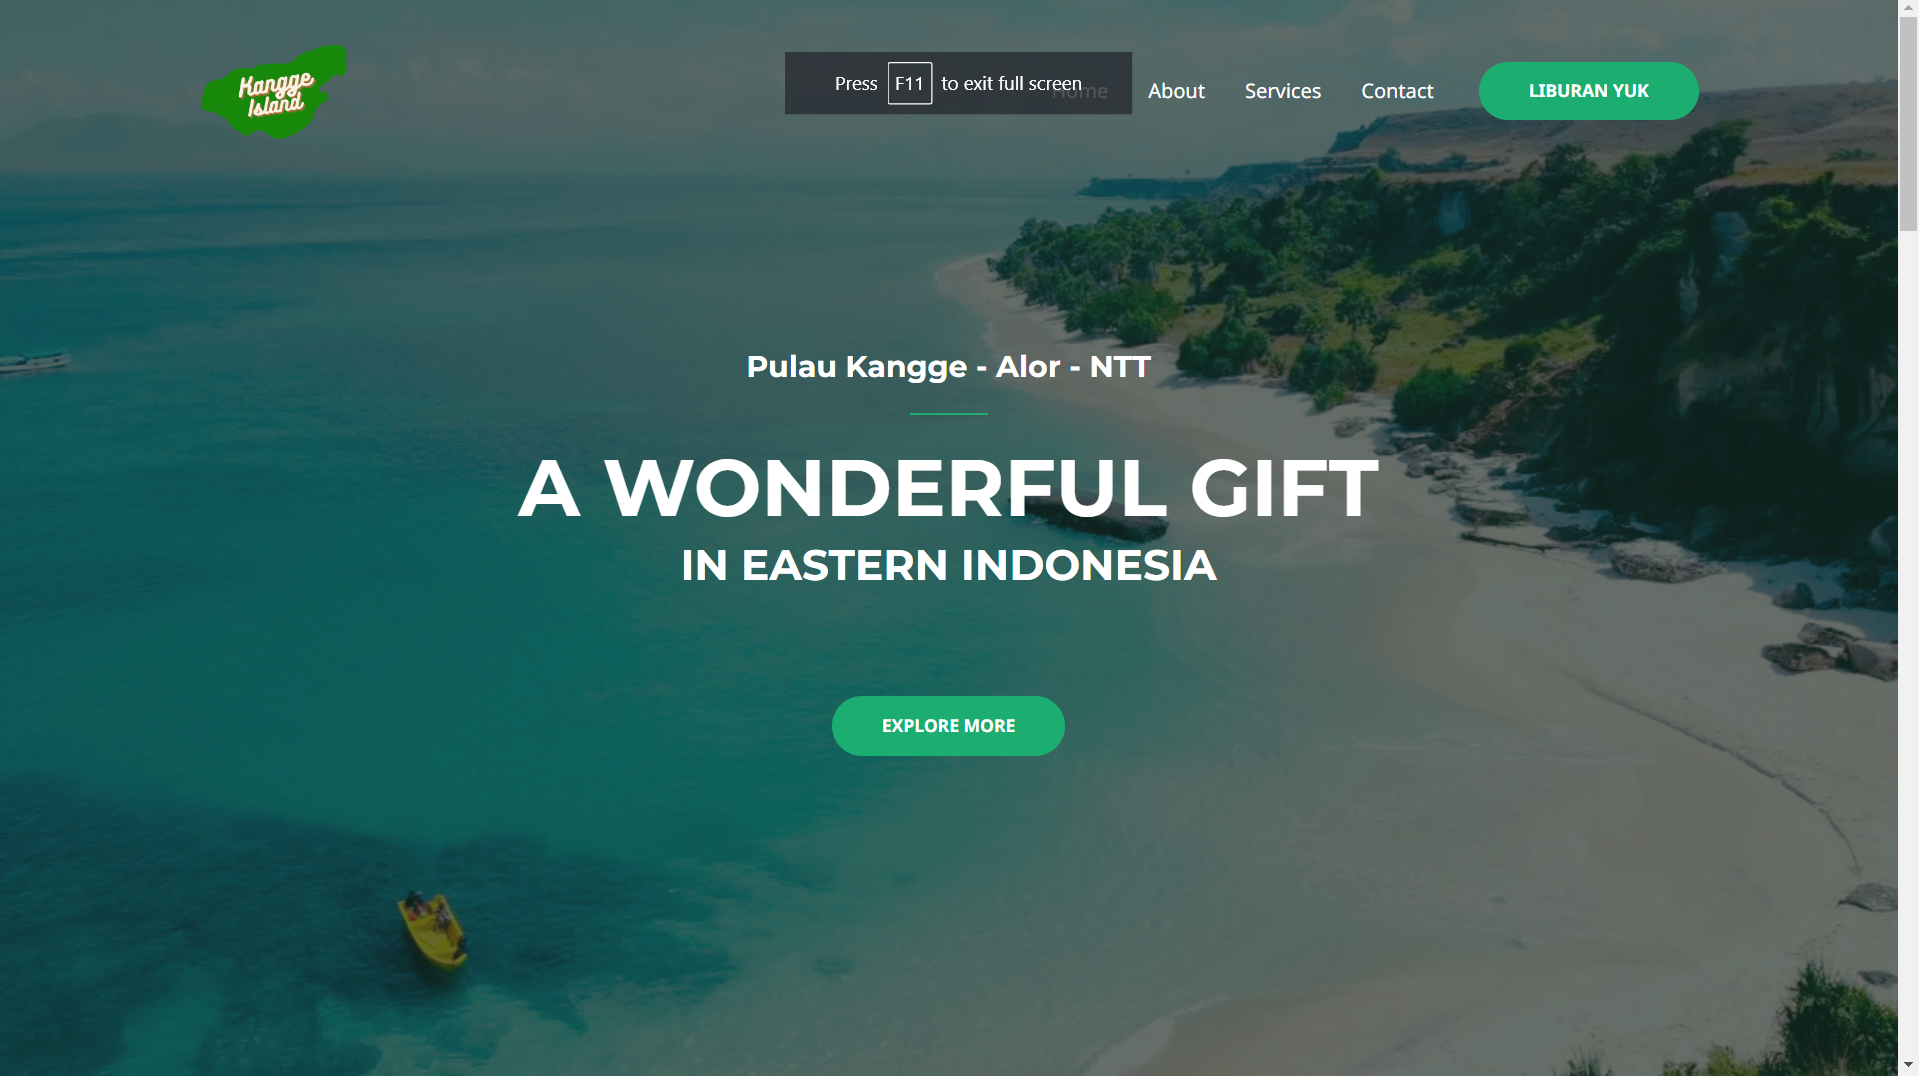 Kangge
Island
Press F11 to exit full screen
Home
About
Services
Contact
LIBURAN YUK
Pulau Kangge - Alor - NTT
A WONDERFUL GIFT
IN EASTERN INDONESIA
EXPLORE MORE